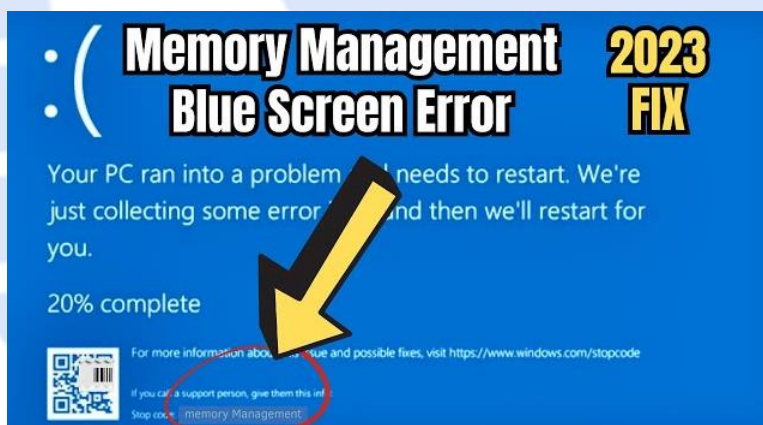 :( Memory Management 2023
Blue Screen Error FIX
Your PC ran into a problem needs to restart. We're
just collecting some error and then we'll restart for
you.
20% complete
For more information about issue and possible fixes, visit https://www.windows.com/stopcode
If you call a support person, give them this info:
Stop code: memory Management